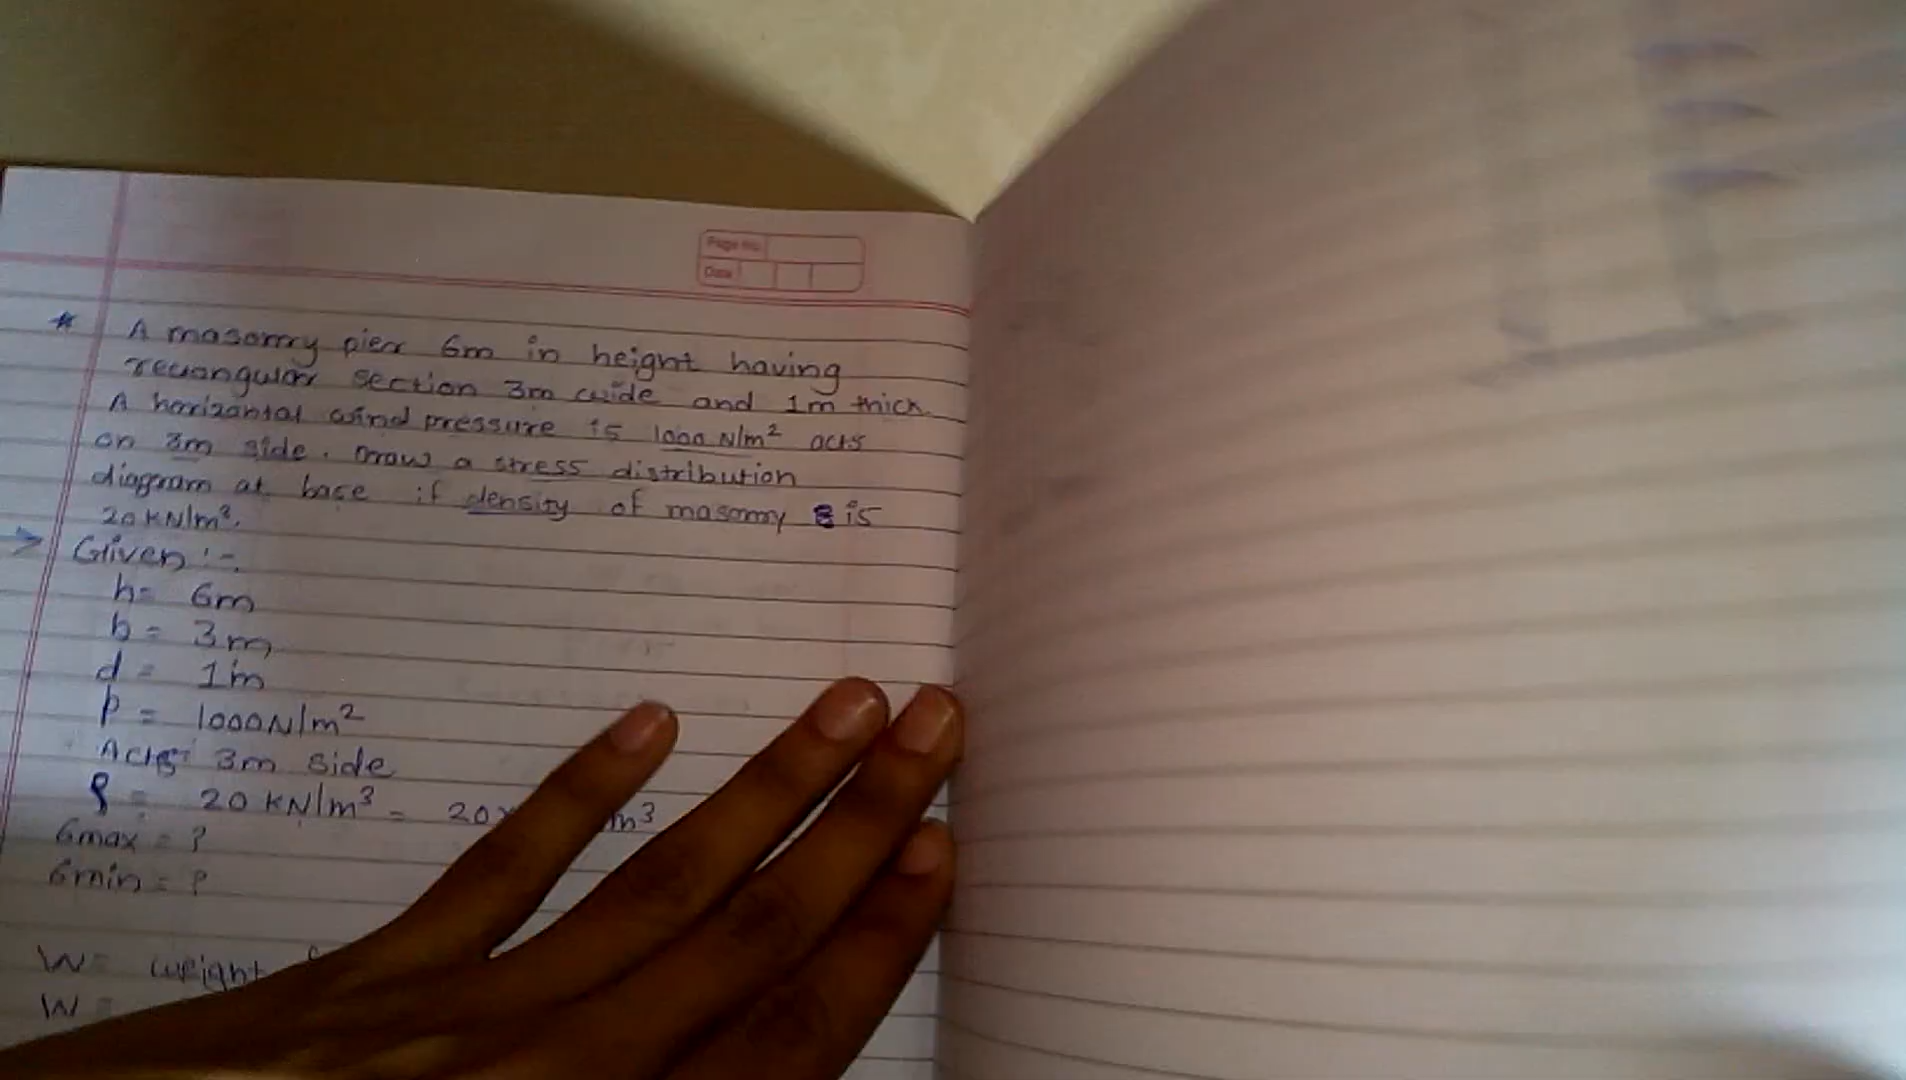 Page No.
Date
* A masonry pier 6m in height having
rectangular section 3m wide and 1m thick.
A horizontal wind pressure is 1000 N/m² acts
on 3m side. Draw a stress distribution
diagram at base if density of masonry is
20 kN/m³.
Given :-
h = 6m
b = 3m
d = 1m
P = 1000N/m²
Acts 3m side
ρ = 20 kN/m³ = 20× m³
σmax = ?
σmin = ?
W = weight
W =